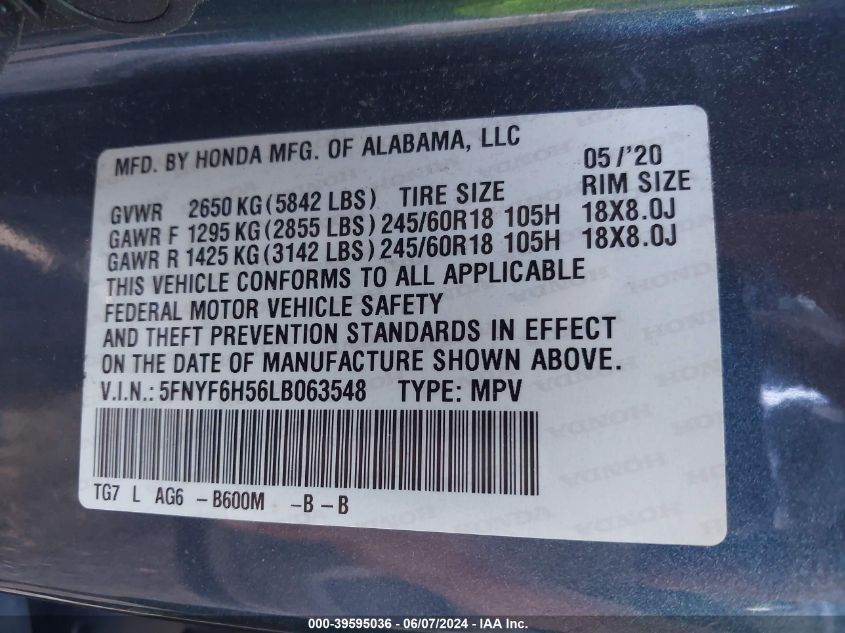 MFD. BY HONDA MFG. OF ALABAMA, LLC 05/'20
GVWR 2650 KG (5842 LBS) TIRE SIZE RIM SIZE
GAWR F 1295 KG (2855 LBS) 245/60R18 105H 18X8.0J
GAWR R 1425 KG (3142 LBS) 245/60R18 105H 18X8.0J
THIS VEHICLE CONFORMS TO ALL APPLICABLE
FEDERAL MOTOR VEHICLE SAFETY
AND THEFT PREVENTION STANDARDS IN EFFECT
ON THE DATE OF MANUFACTURE SHOWN ABOVE.
V.I.N.: 5FNYF6H56LB063548 TYPE: MPV
TG7 L AG6 -B600M -B-B
000-39595036 - 06/07/2024 - IAA Inc.